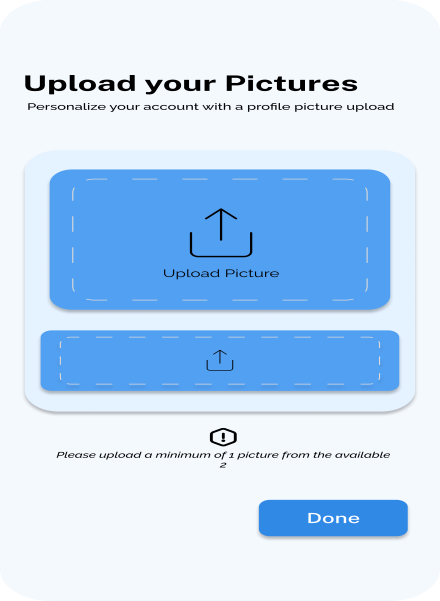 Upload your Pictures
Personalize your account with a profile picture upload
Upload Picture
Please upload a minimum of 1 picture from the available
2
Done